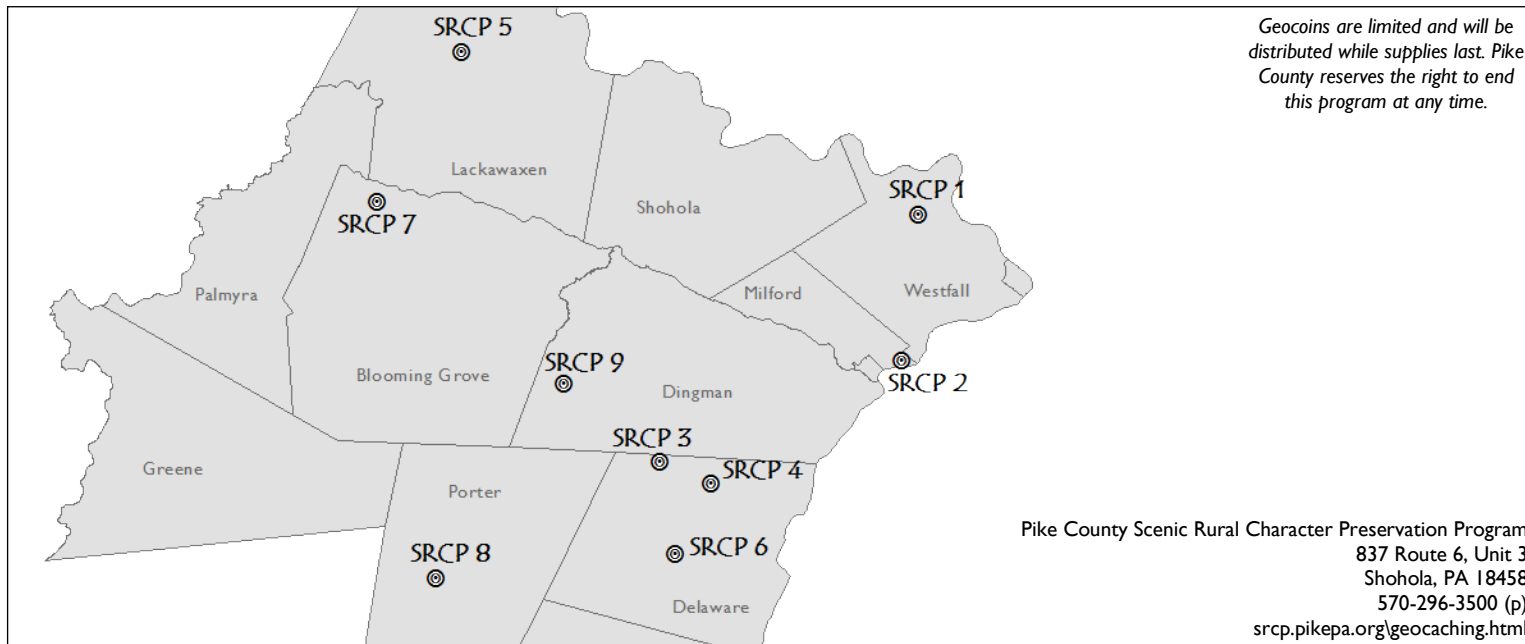 SRCP 5
Geocoins are limited and will be
distributed while supplies last. Pike
County reserves the right to end
this program at any time.
Lackawaxen
SRCP 1
Shohola
SRCP 7
Palmyra
Milford
Westfall
SRCP 9
Blooming Grove
Dingman
SRCP 2
SRCP 3
Greene
SRCP 4
Porter
SRCP 6
SRCP 8
Delaware
Pike County Scenic Rural Character Preservation Program
837 Route 6, Unit 3
Shohola, PA 18458
570-296-3500 (p)
srcp.pikepa.org\geocaching.html